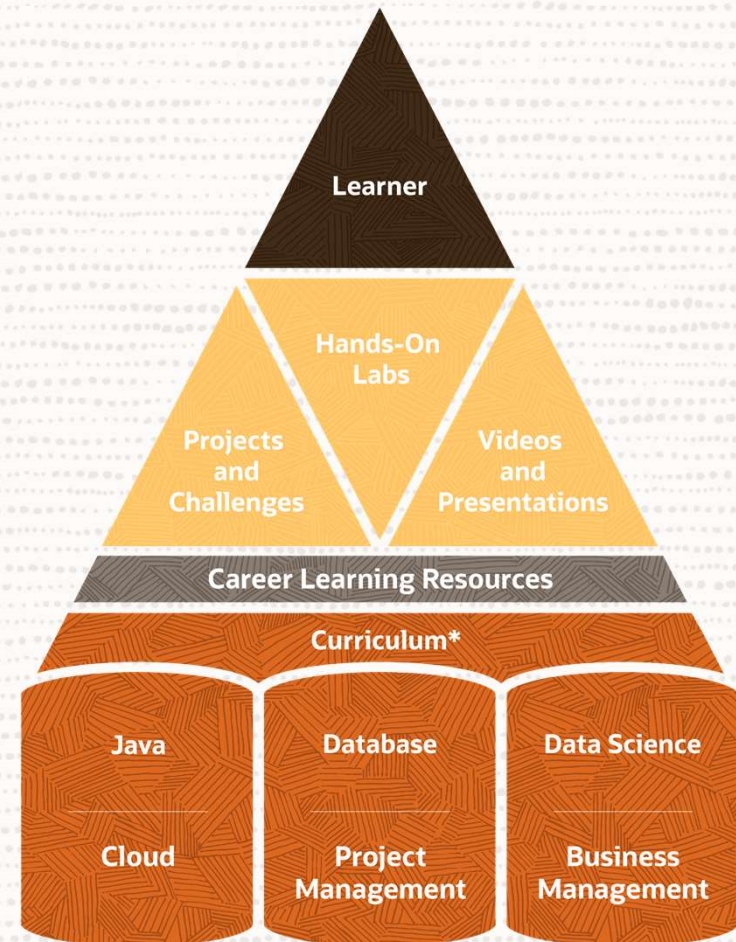 Learner
Hands-On
Labs
Projects
and
Challenges
Videos
and
Presentations
Career Learning Resources
Curriculum*
Java
Database
Data Science
Cloud
Project
Management
Business
Management